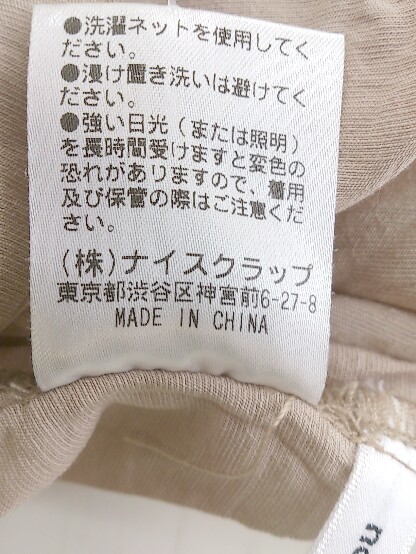 ●洗濯ネットを使用してく
ださい。
●浸け置き洗いは避けてく
ださい。
●強い日光(または照明)
を長時間受けますと変色の
恐れがありますので、着用
及び保管の際はご注意くだ
さい。
(株)ナイスクラップ
東京都渋谷区神宮前6-27-8
MADE IN CHINA